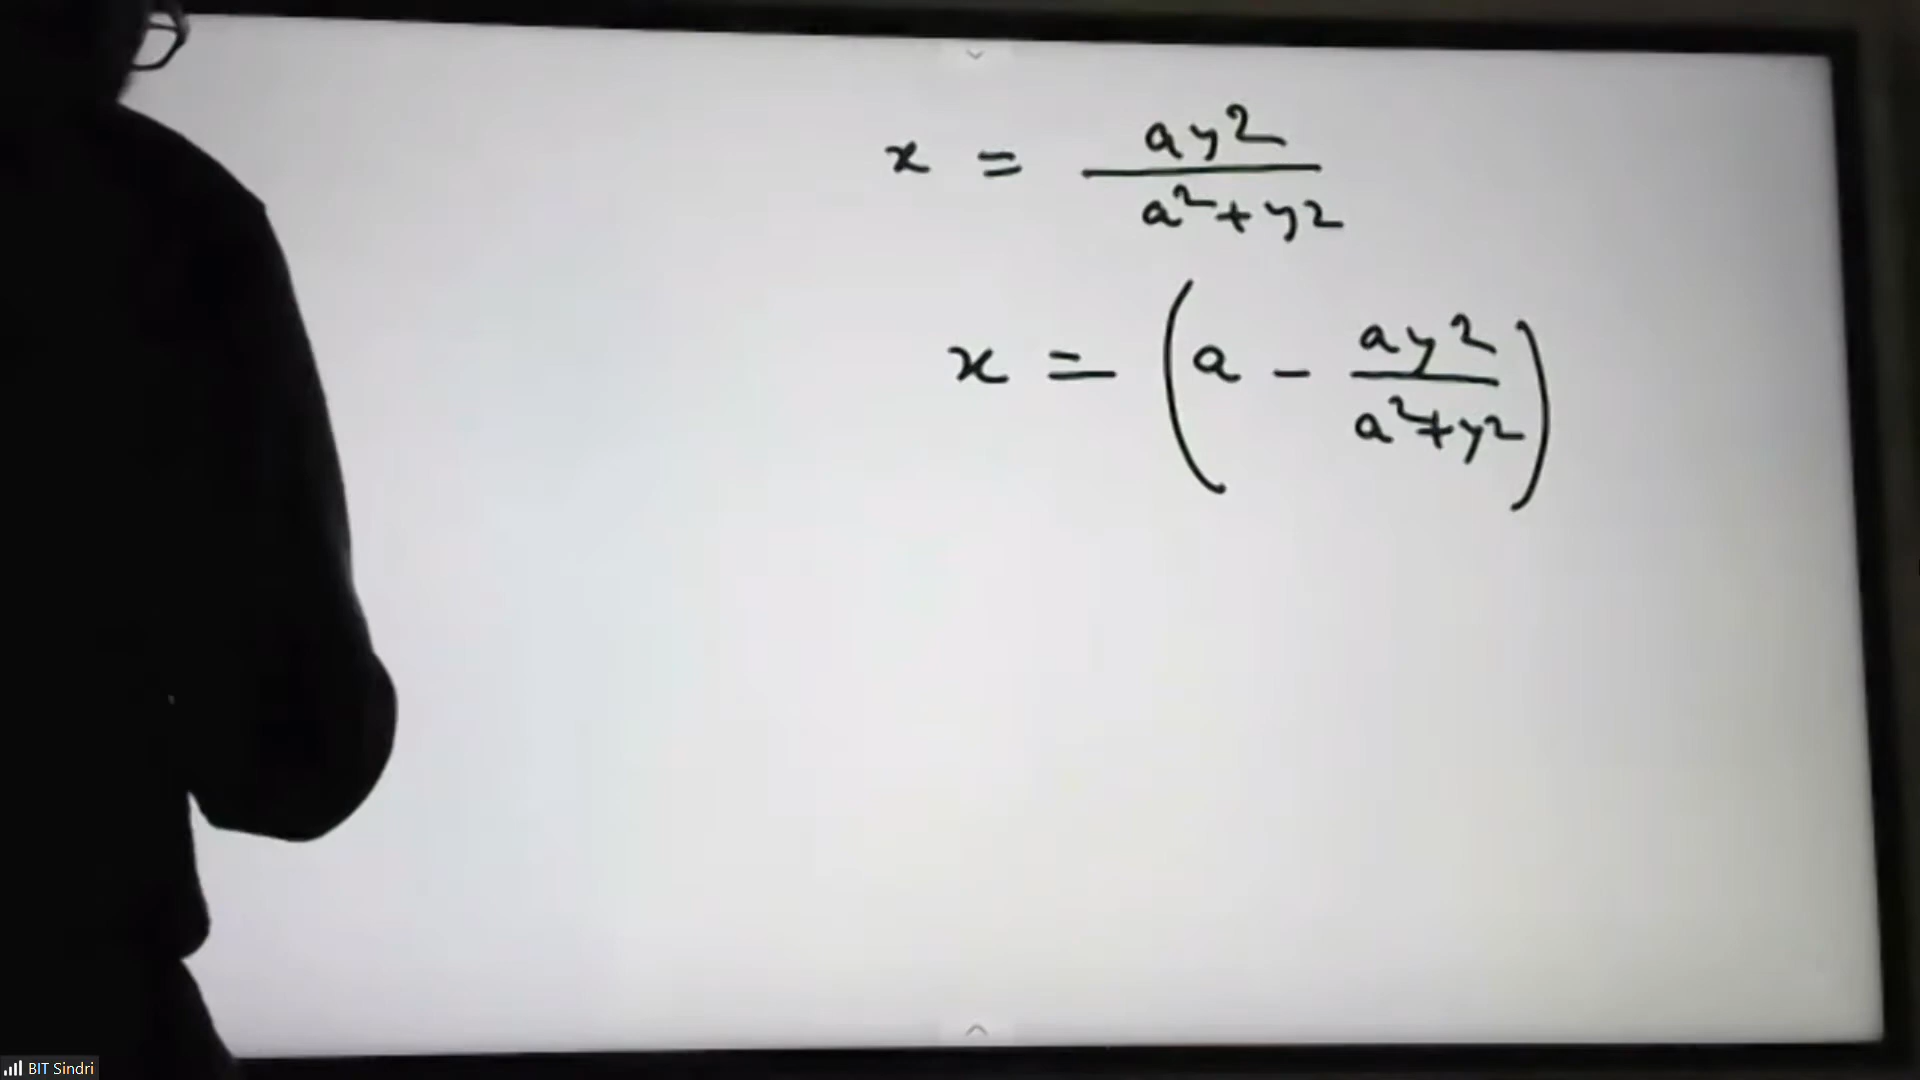 x = ay2 / a²+y2
x = (a - ay2 / a²+y2)
BIT Sindri